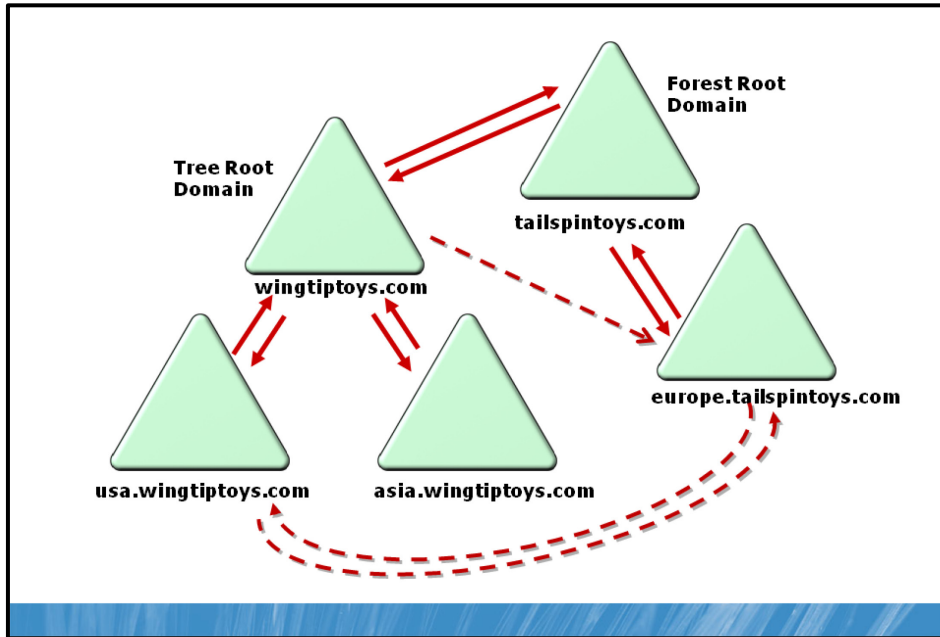 Forest Root
Domain
Tree Root
Domain
tailspintoys.com
wingtiptoys.com
europe.tailspintoys.com
usa.wingtiptoys.com
asia.wingtiptoys.com